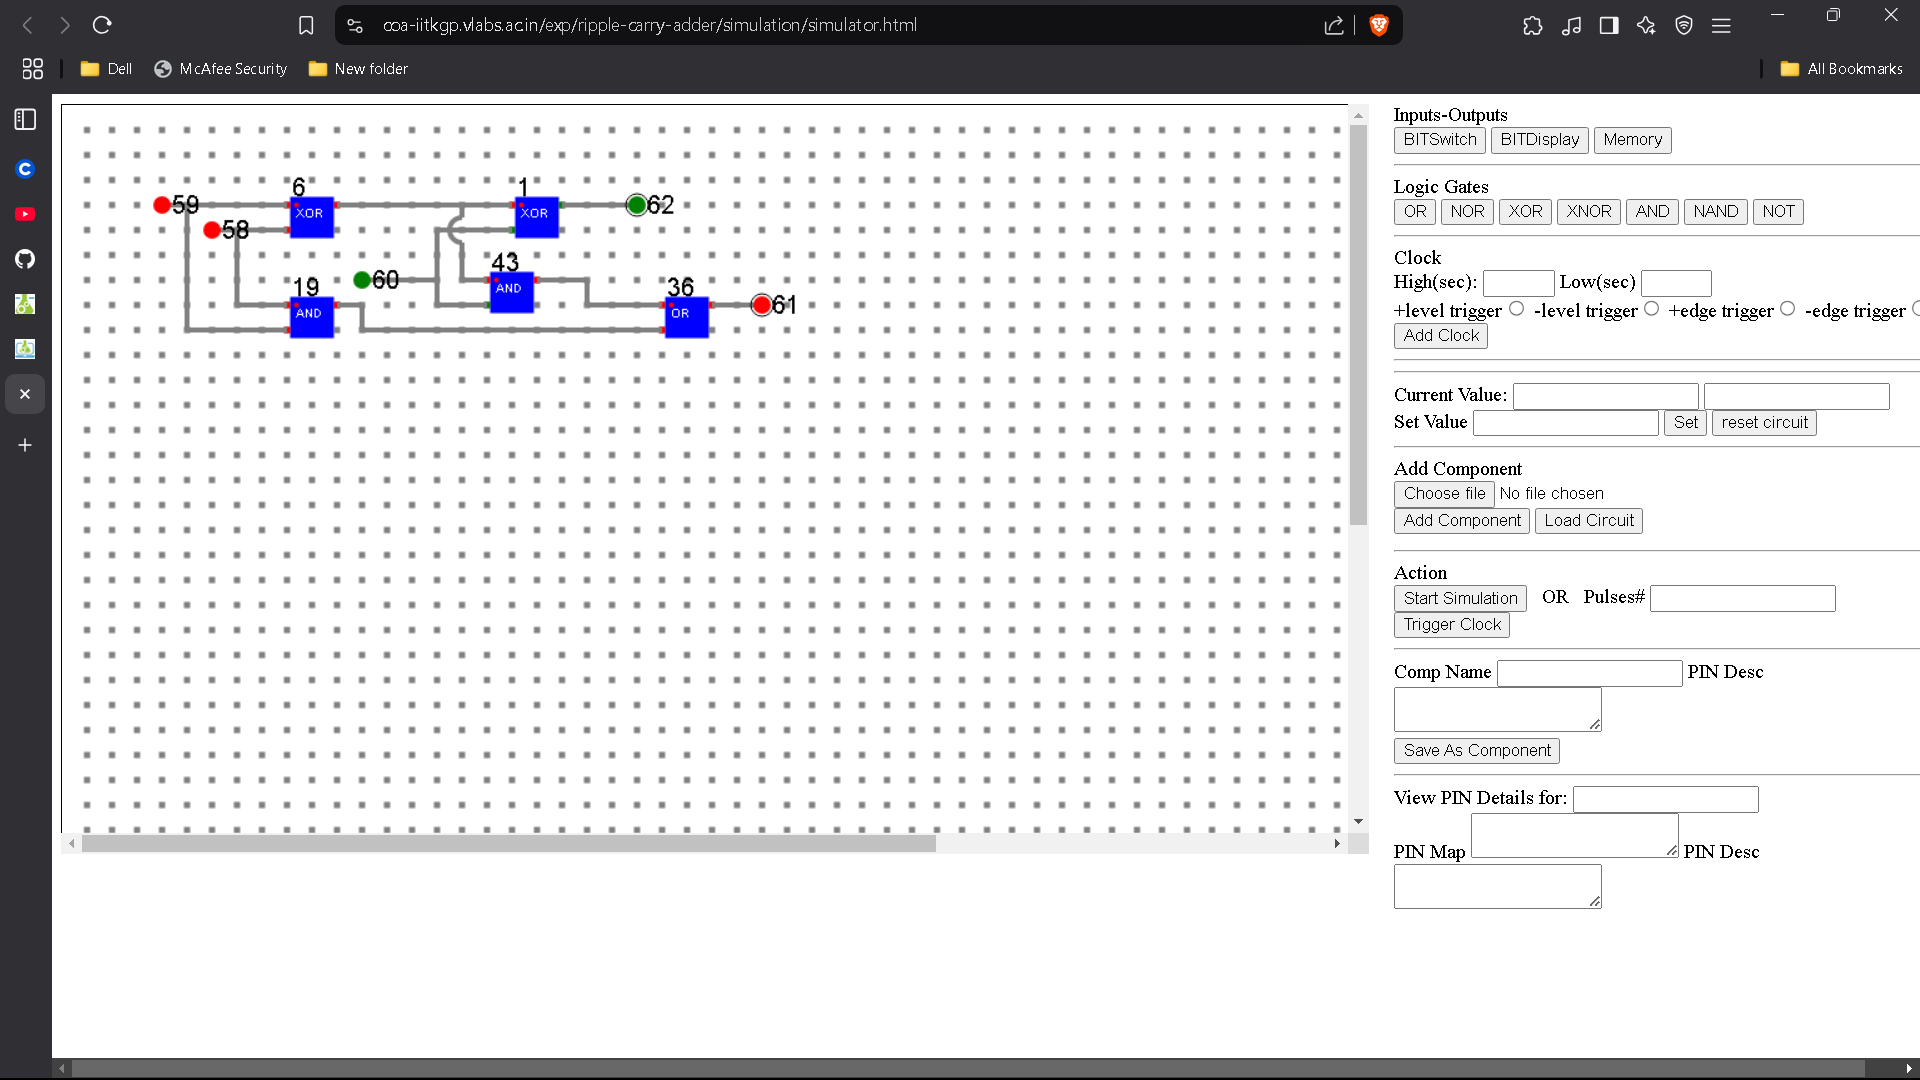 coa-iitkgp.vlabs.ac.in/exp/ripple-carry-adder/simulation/simulator.html
Dell McAfee Security New folder All Bookmarks
Inputs-Outputs
BITSwitch BITDisplay Memory
Logic Gates
OR NOR XOR XNOR AND NAND NOT
Clock
High(sec): Low(sec)
+level trigger -level trigger +edge trigger -edge trigger
Add Clock
Current Value:
Set Value Set reset circuit
Add Component
Choose file No file chosen
Add Component Load Circuit
Action
Start Simulation OR Pulses#
Trigger Clock
Comp Name PIN Desc
Save As Component
View PIN Details for:
PIN Map PIN Desc
6 1
59 XOR XOR 62
58
43
60 AND
19 36
AND OR 61